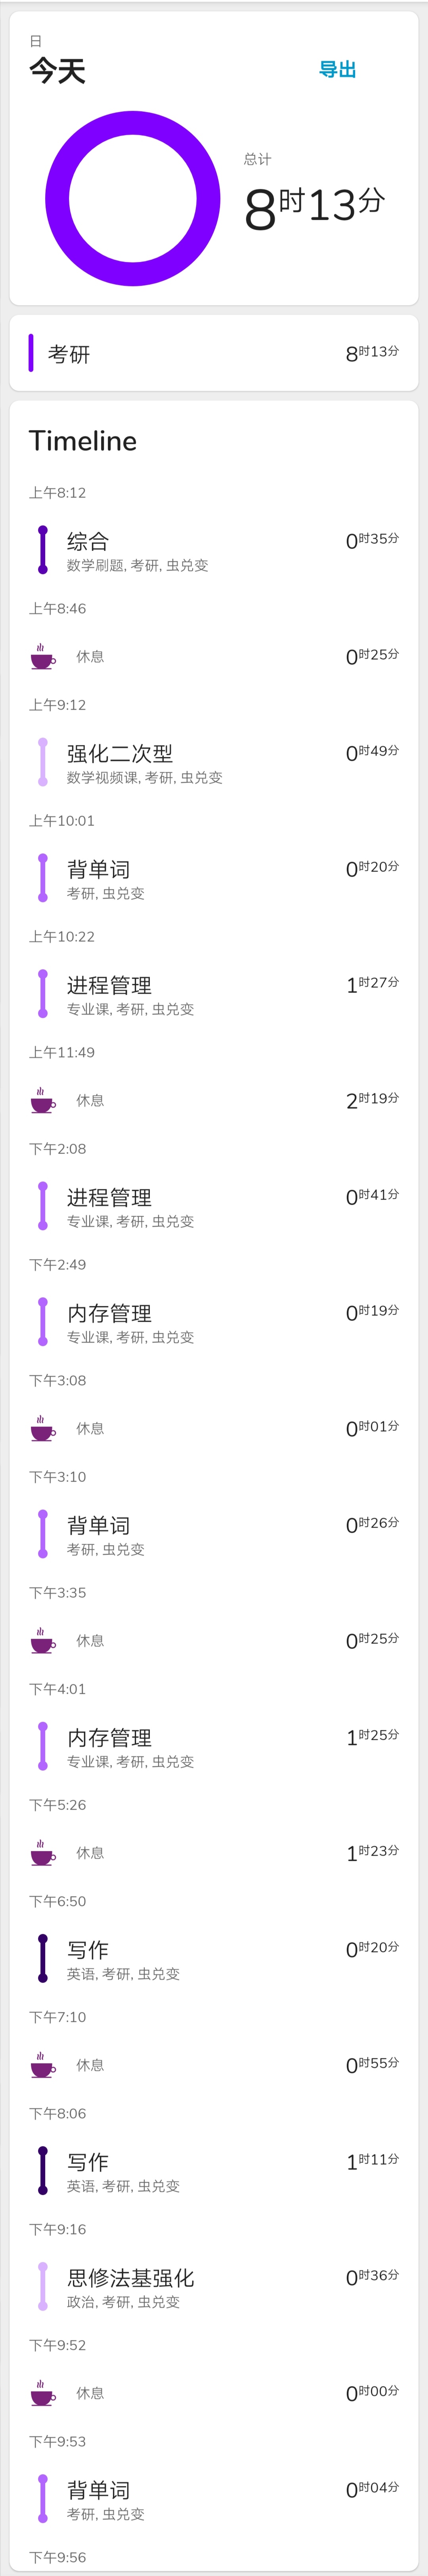 日
今天
导出
总计
8时13分
考研 8时13分
Timeline
上午8:12
综合 0时35分
数学刷题, 考研, 虫兑变
上午8:46
休息 0时25分
上午9:12
强化二次型 0时49分
数学视频课, 考研, 虫兑变
上午10:01
背单词 0时20分
考研, 虫兑变
上午10:22
进程管理 1时27分
专业课, 考研, 虫兑变
上午11:49
休息 2时19分
下午2:08
进程管理 0时41分
专业课, 考研, 虫兑变
下午2:49
内存管理 0时19分
专业课, 考研, 虫兑变
下午3:08
休息 0时01分
下午3:10
背单词 0时26分
考研, 虫兑变
下午3:35
休息 0时25分
下午4:01
内存管理 1时25分
专业课, 考研, 虫兑变
下午5:26
休息 1时23分
下午6:50
写作 0时20分
英语, 考研, 虫兑变
下午7:10
休息 0时55分
下午8:06
写作 1时11分
英语, 考研, 虫兑变
下午9:16
思修法基强化 0时36分
政治, 考研, 虫兑变
下午9:52
休息 0时00分
下午9:53
背单词 0时04分
考研, 虫兑变
下午9:56